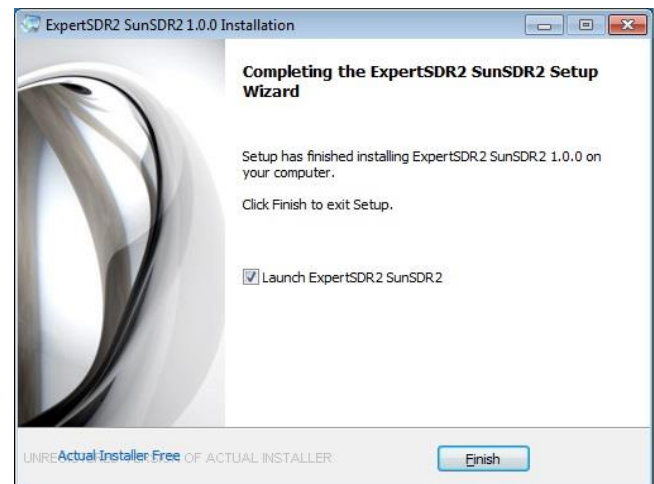 ExpertSDR2 SunSDR2 1.0.0 Installation
Completing the ExpertSDR2 SunSDR2 Setup
Wizard
Setup has finished installing ExpertSDR2 SunSDR2 1.0.0 on
your computer.
Click Finish to exit Setup.
Launch ExpertSDR2 SunSDR2
Actual Installer Free
OF ACTUAL INSTALLER
Finish